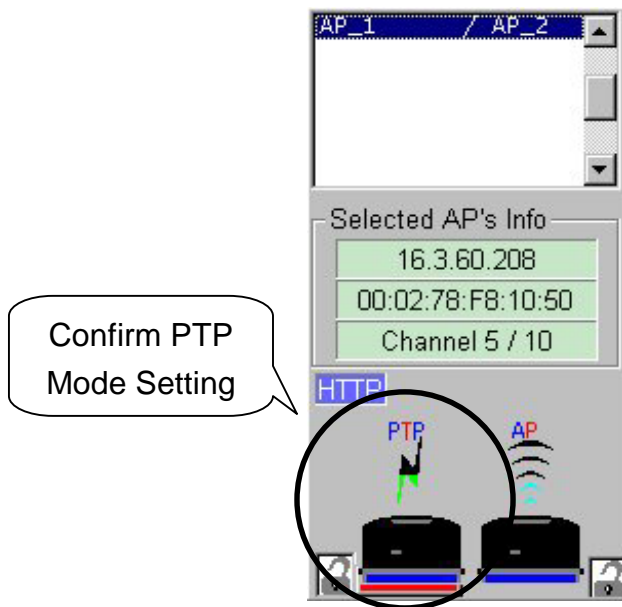 AP_1 / AP_2
Selected AP's Info
16.3.60.208
00:02:78:F8:10:50
Channel 5 / 10
Confirm PTP
Mode Setting
HTTP
PTP AP